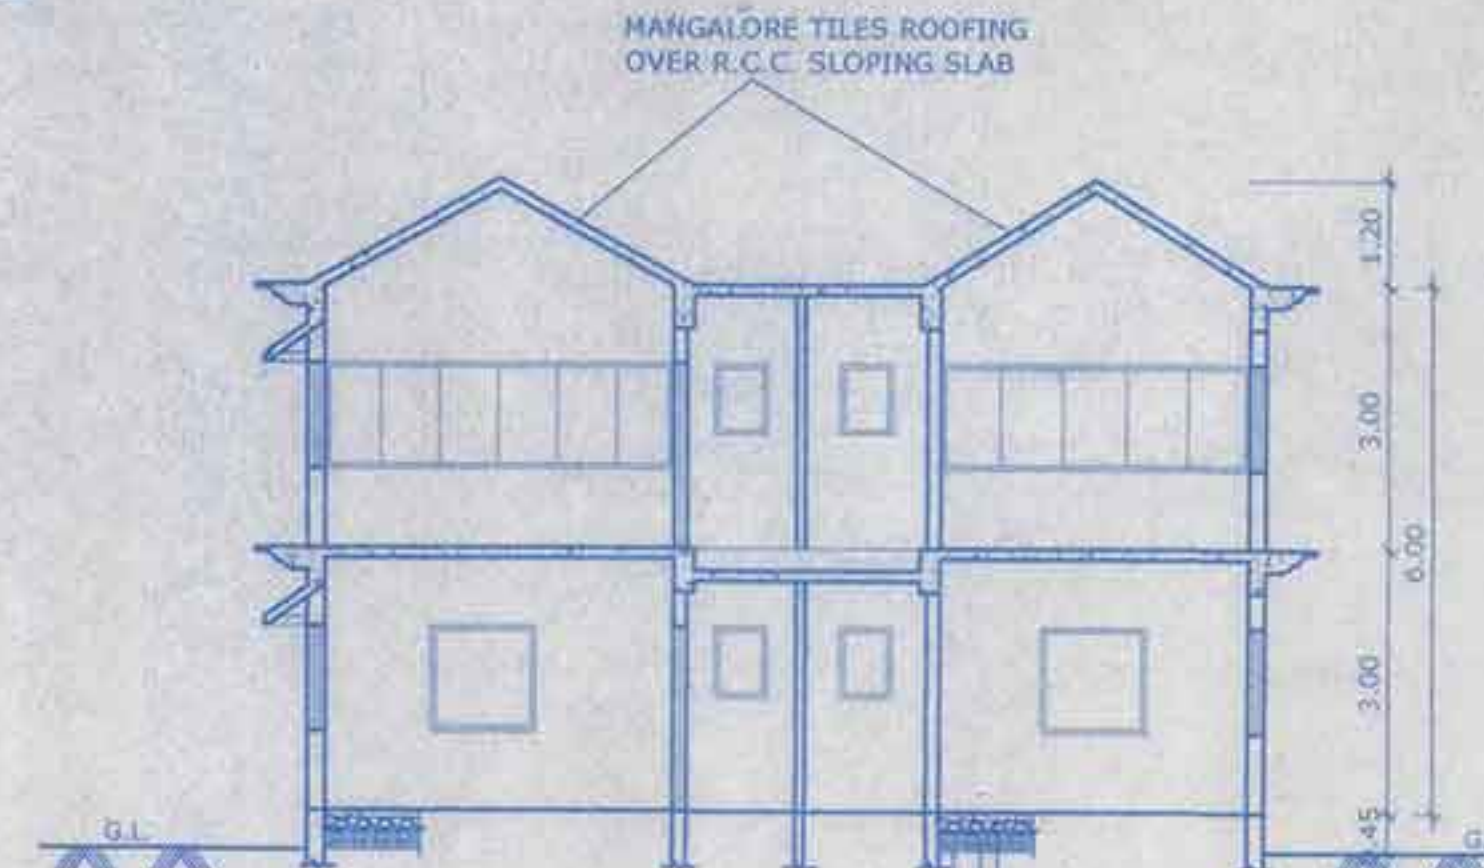 MANGALORE TILES ROOFING
OVER R.C.C. SLOPING SLAB
1.20
3.00
6.00
3.00
.45
G.L.
G.